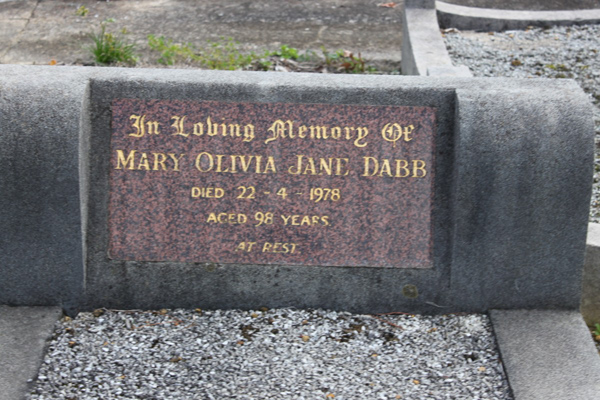 In Loving Memory Of
MARY OLIVIA JANE DABB
DIED 22 - 4 - 1978
AGED 98 YEARS
AT REST